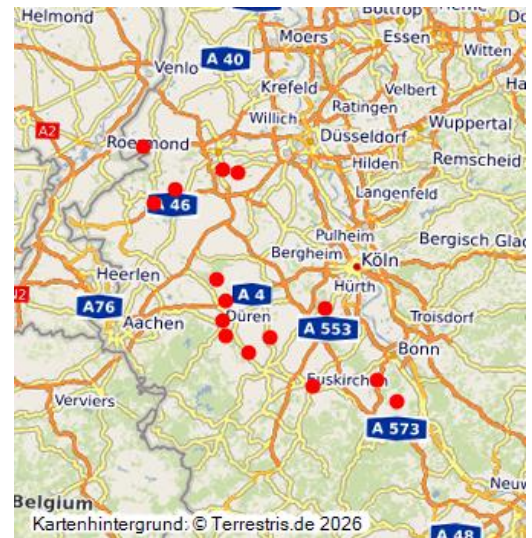 Helmond
Bottrop
Essen
Moers
A 40
Witten
Venlo
Krefeld
Velbert
Ha
Willich
Ratingen
A2
Wuppertal
Düsseldorf
Hilden
Remscheid
Langenfeld
A 46
Pulheim
Bergisch Glad
Bergheim
Köln
Heerlen
Hürth
A 4
A76
Düren
Troisdorf
Aachen
A 553
Bonn
Euskirchen
Verviers
A 573
Neuw
Belgium
Kartenhintergrund: © Terrestris.de 2026
A 48